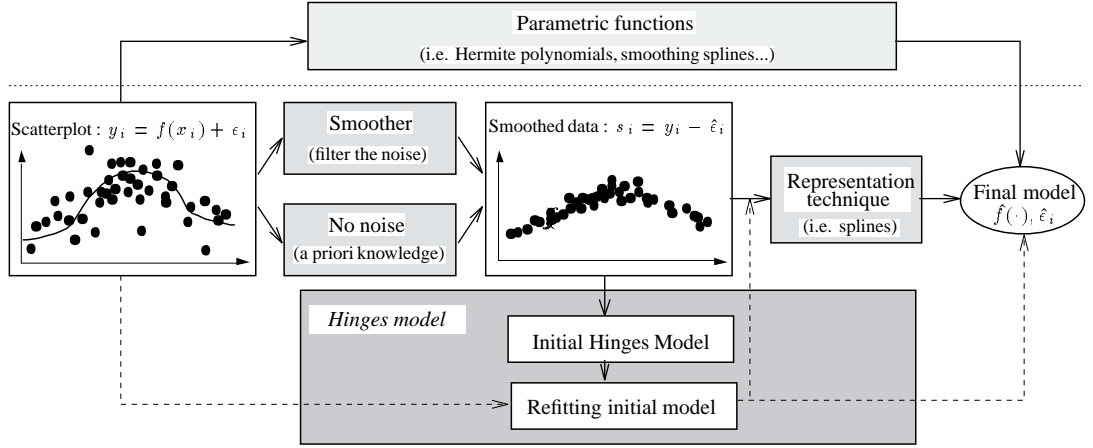 Parametric functions
(i.e. Hermite polynomials, smoothing splines...)
Scatterplot : y_i = f(x_i) + ϵ_i
Smoother
(filter the noise)
No noise
(a priori knowledge)
Smoothed data : s_i = y_i − ϵ̂_i
Representation
technique
(i.e. splines)
Final model
f̂(·), ϵ̂_i
Hinges model
Initial Hinges Model
Refitting initial model